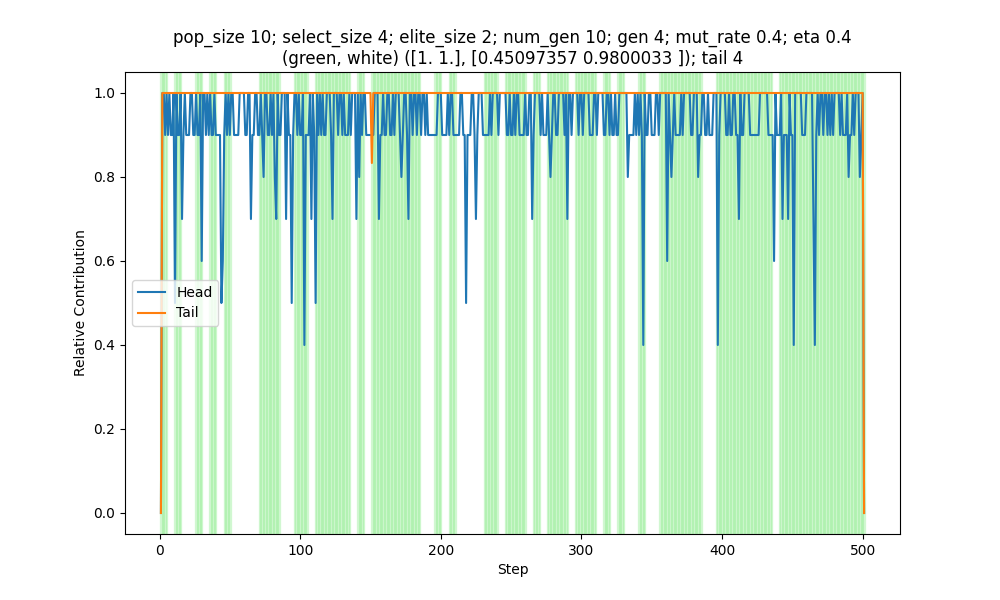 pop_size 10; select_size 4; elite_size 2; num_gen 10; gen 4; mut_rate 0.4; eta 0.4
(green, white) ([1. 1.], [0.45097357 0.9800033 ]); tail 4
1.0
0.8
0.6
0.4
0.2
0.0
Relative Contribution
Head
Tail
0
100
200
300
400
500
Step